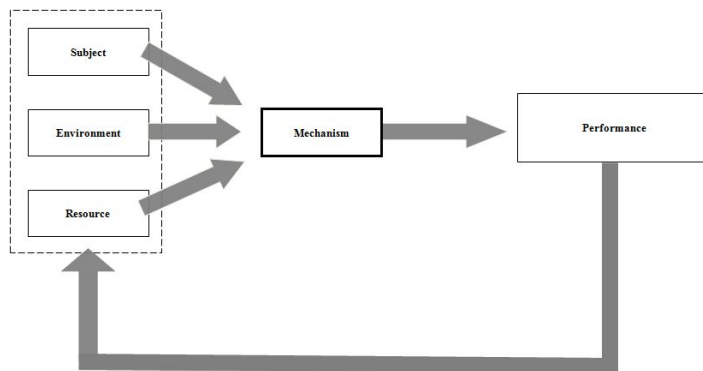 Subject
Environment
Mechanism
Performance
Resource